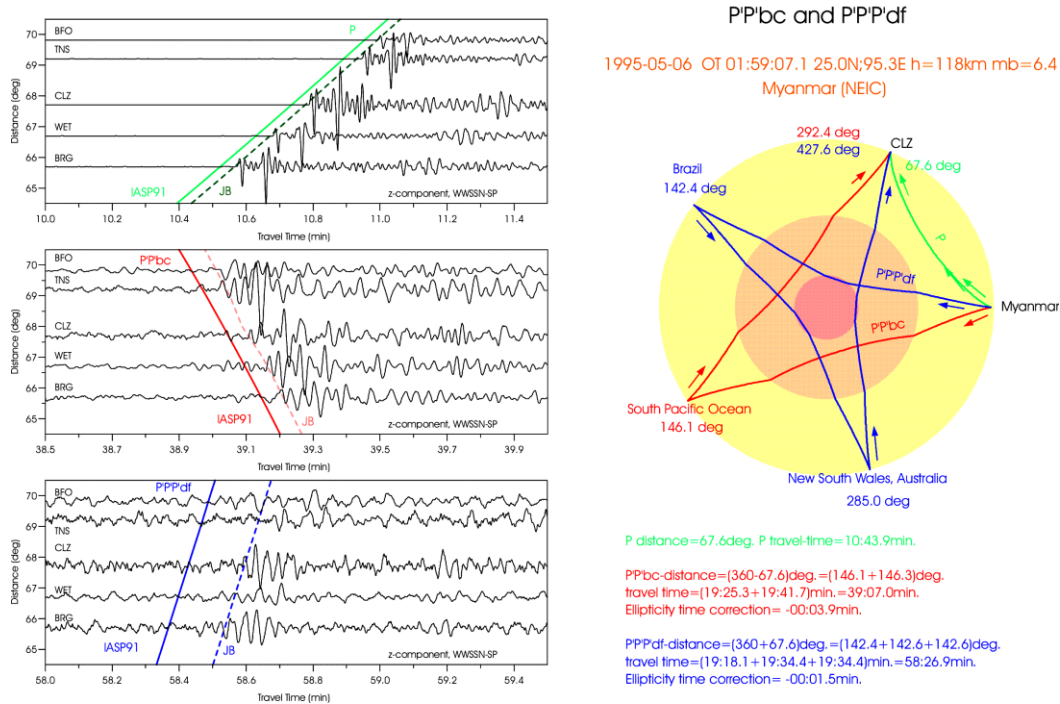 P'P'bc and P'P'P'df
1995-05-06 OT 01:59:07.1 25.0N;95.3E h=118km mb=6.4
Myanmar (NEIC)
70
69
67
65
Distance (deg)
BFO
TNS
CLZ
WET
BRG
P
IASP91
JB
z-component, WWSSN-SP
10.0
10.2
10.4
10.6
10.8
11.0
11.2
11.4
Travel Time (min)
70
69
67
65
Distance (deg)
BFO
TNS
CLZ
WET
BRG
P'P'bc
IASP91
JB
z-component, WWSSN-SP
38.5
38.7
38.9
39.1
39.3
39.5
39.7
39.9
Travel Time (min)
70
69
67
65
Distance (deg)
BFO
TNS
CLZ
WET
BRG
P'P'P'df
IASP91
JB
z-component, WWSSN-SP
58.0
58.2
58.4
58.6
58.8
59.0
59.2
59.4
Travel Time (min)
292.4 deg
427.6 deg
CLZ
67.6 deg
Brazil
142.4 deg
P
P'P'P'df
P'P'bc
Myanmar
South Pacific Ocean
146.1 deg
New South Wales, Australia
285.0 deg
P distance=67.6deg. P travel-time=10:43.9min.
P'P'bc-distance=(360-67.6)deg.=(146.1+146.3)deg.
travel time=(19:25.3+19:41.7)min.=39:07.0min.
Ellipticity time correction= -00:03.9min.
P'P'P'df-distance=(360+67.6)deg.=(142.4+142.6+142.6)deg.
travel time=(19:18.1+19:34.4+19:34.4)min.=58:26.9min.
Ellipticity time correction= -00:01.5min.